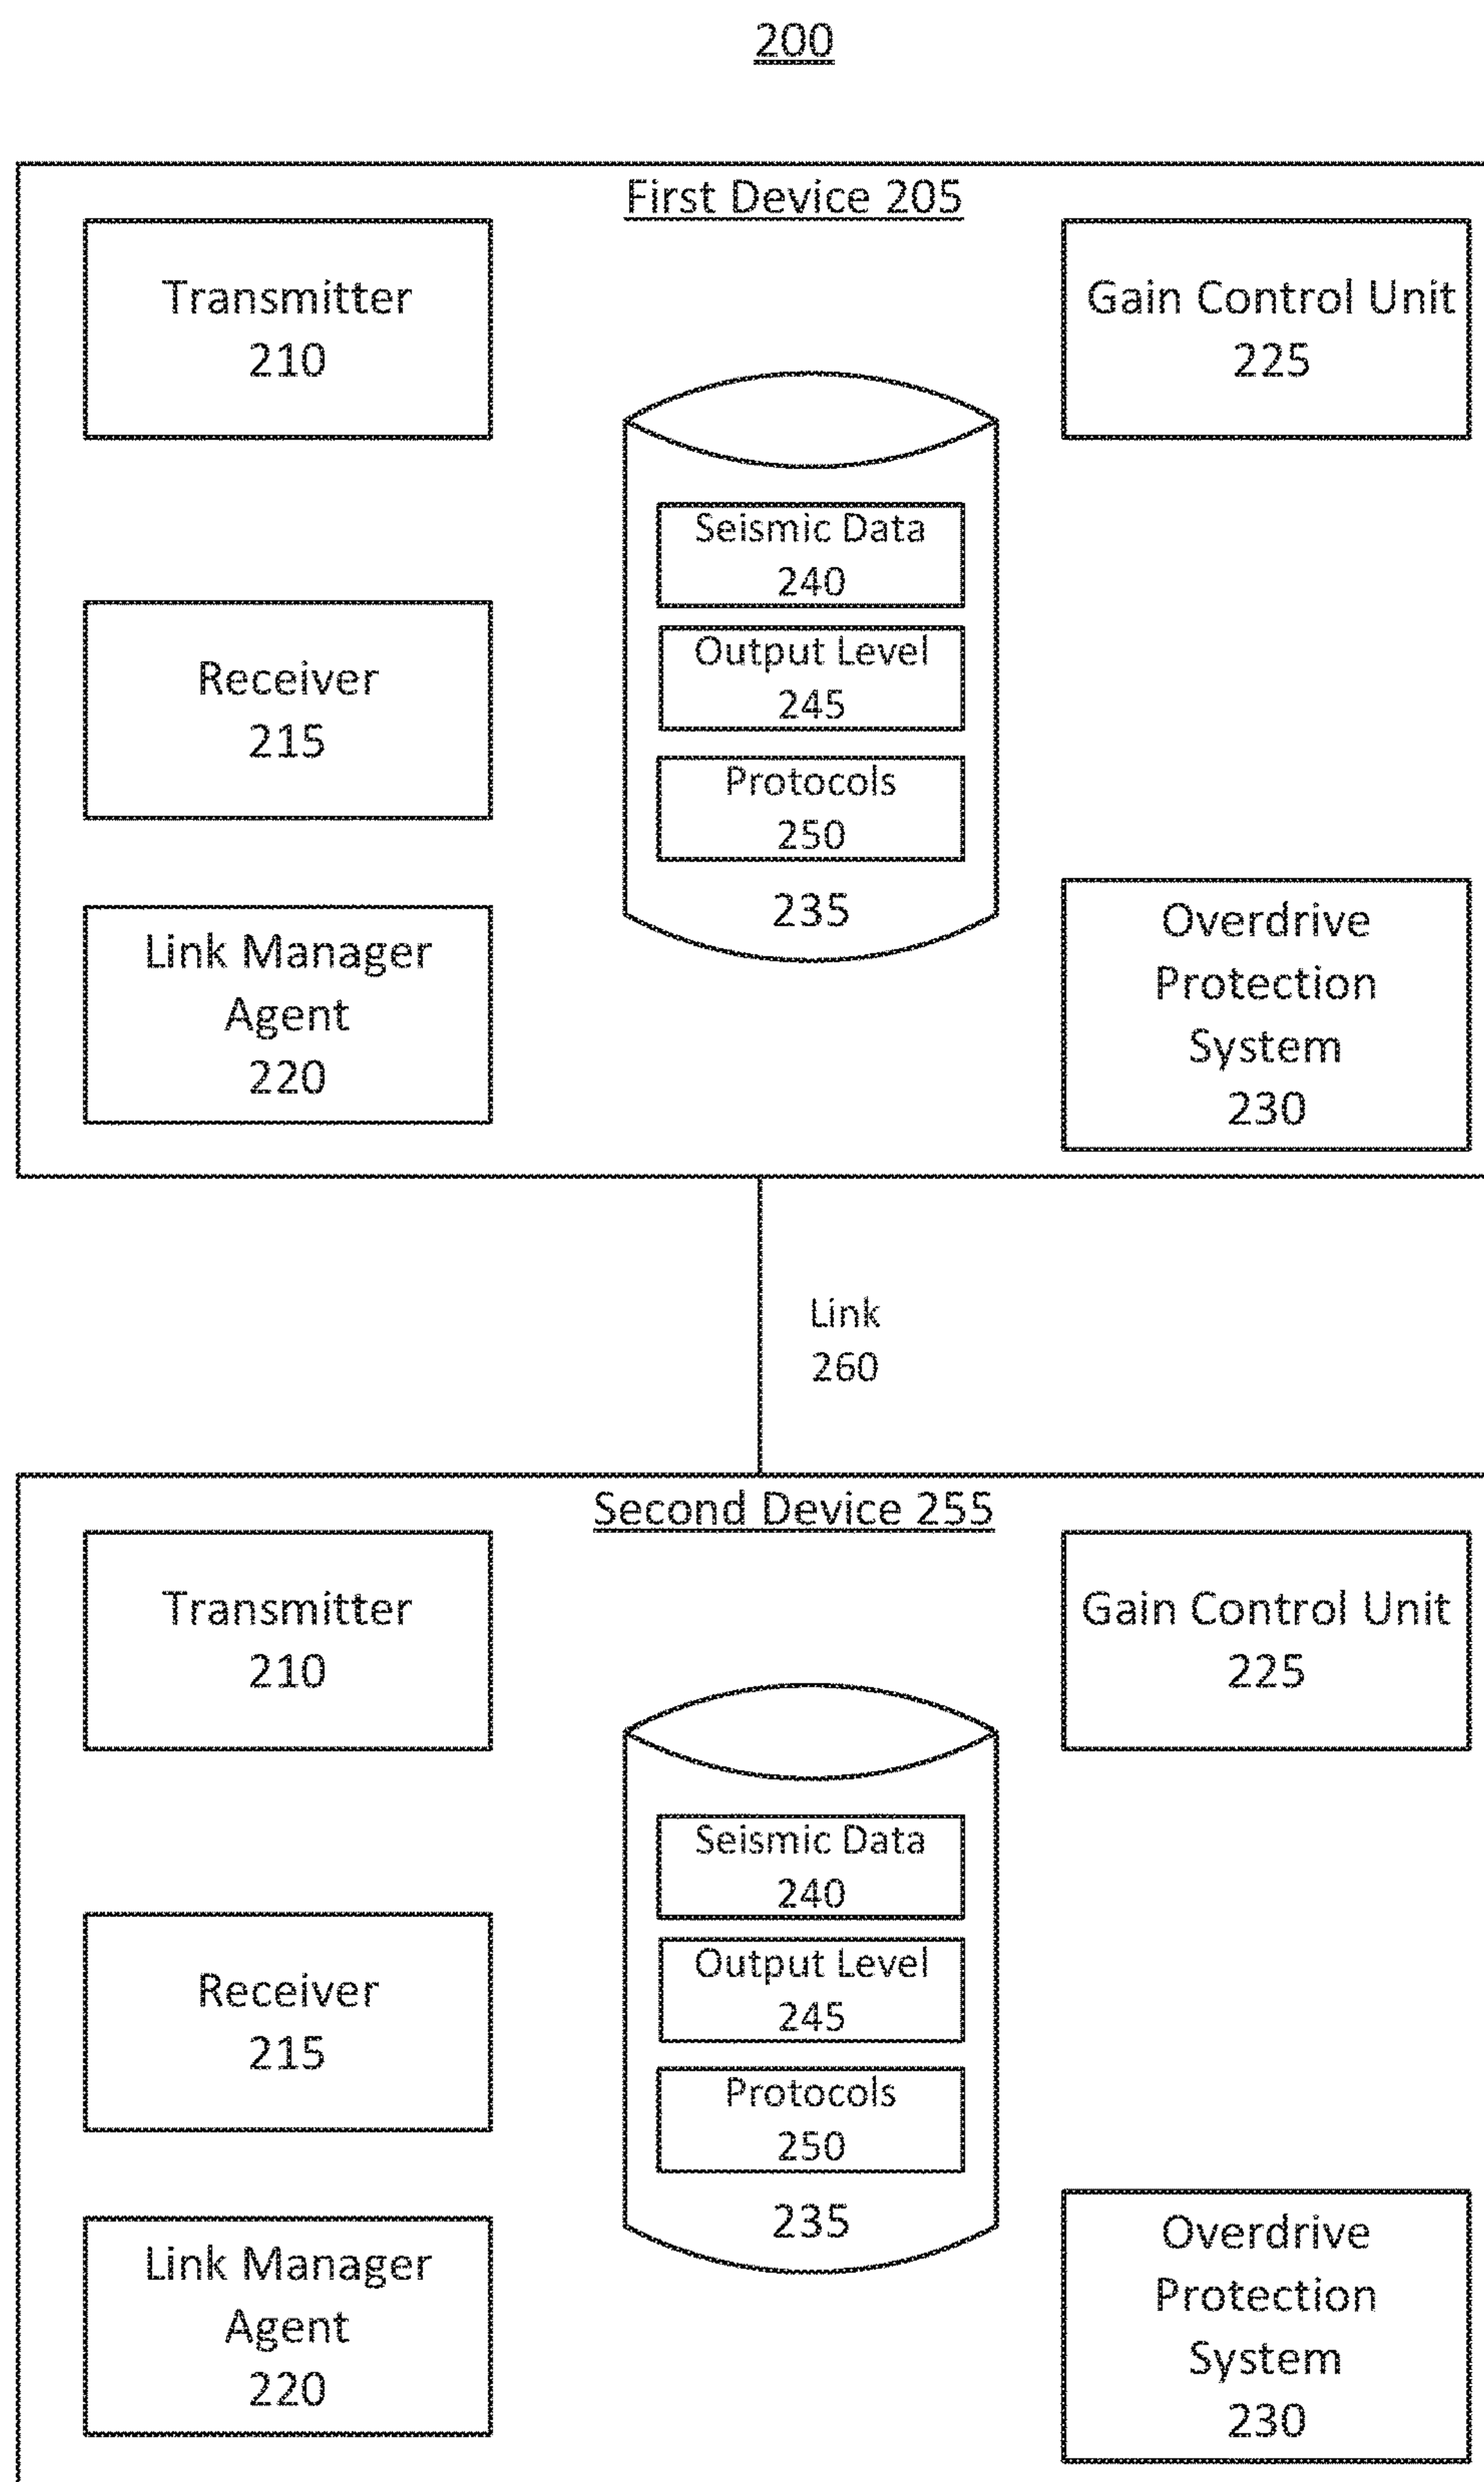 200
First Device 205
Transmitter
210
Gain Control Unit
225
Seismic Data
240
Output Level
245
Receiver
215
Protocols
250
235
Link Manager
Agent
220
Overdrive
Protection
System
230
Link
260
Second Device 255
Transmitter
210
Gain Control Unit
225
Seismic Data
240
Output Level
245
Receiver
215
Protocols
250
235
Link Manager
Agent
220
Overdrive
Protection
System
230